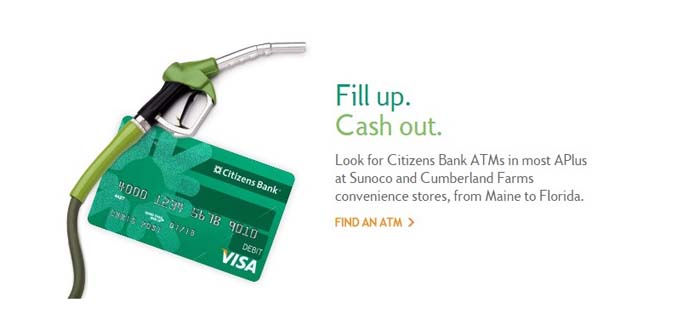 Fill up.
Cash out.
Look for Citizens Bank ATMs in most APlus
at Sunoco and Cumberland Farms
convenience stores, from Maine to Florida.
FIND AN ATM
Citizens Bank
4000 1234 5678 9010
DEBIT
VISA